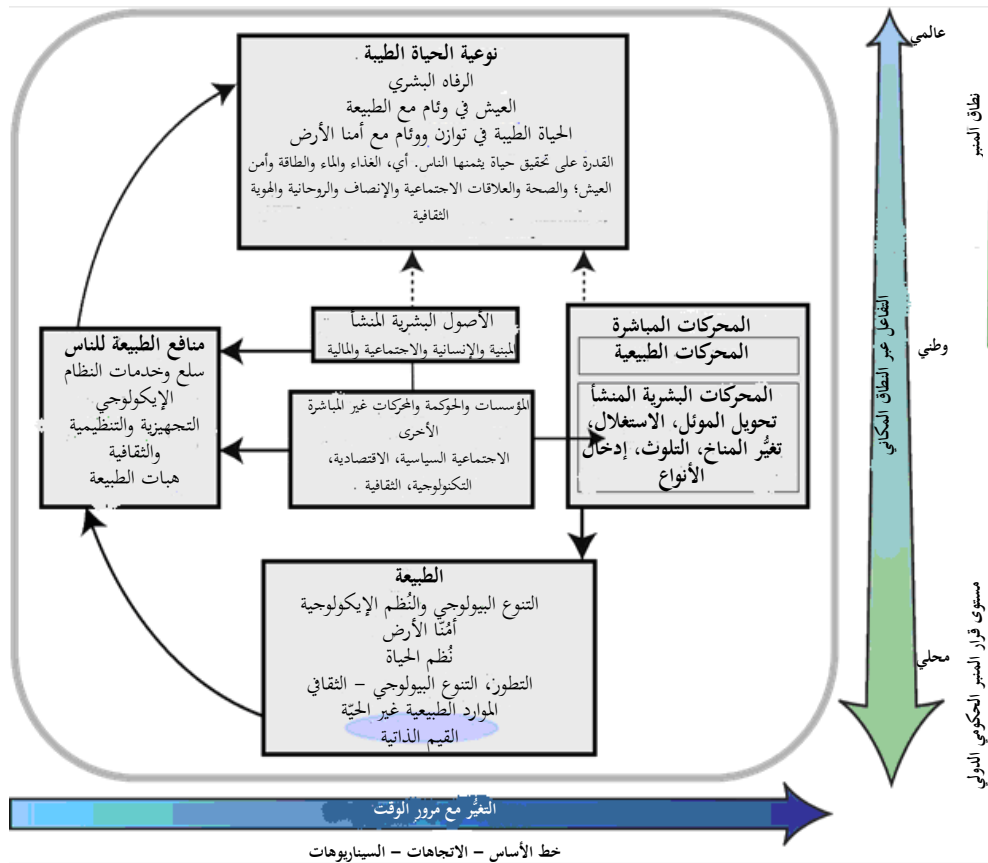 نوعية الحياة الطيبة .
الرفاه البشري
العيش في وئام مع الطبيعة
الحياة الطيبة في توازن ووئام مع أمنا الأرض
القدرة على تحقيق حياة يثمنها الناس. أي، الغذاء والماء والطاقة وأمن
العيش؛ والصحة والعلاقات الاجتماعية والإنصاف والروحانية والهوية
الثقافية
الأصول البشرية المنشأ
المبنية والإنسانية والاجتماعية والمالية
المحركات المباشرة
المحركات الطبيعية
المحركات البشرية المنشأ
تحويل الموئل، الاستغلال،
تغيُّر المناخ، التلوث، إدخال
الأنواع
المؤسسات والحوكمة والمحركات غير المباشرة
الأخرى
الاجتماعية السياسية، الاقتصادية،
التكنولوجية، الثقافية .
منافع الطبيعة للناس
سلع وخدمات النظام
الإيكولوجي
التجهيزية والتنظيمية
والثقافية
هبات الطبيعة
الطبيعة
التنوع البيولوجي والنُظم الإيكولوجية
أمُنّا الأرض
نُظم الحياة
التطور، التنوع البيولوجي – الثقافي
الموارد الطبيعية غير الحيّة
القيم الذاتية
عالمي
وطني
محلي
التفاعل عبر النطاق المكاني
نطاق المنبر
مستوى قرار المنبر الحكومي الدولي
التغيُّر مع مرور الوقت
خط الأساس – الاتجاهات – السيناريوهات